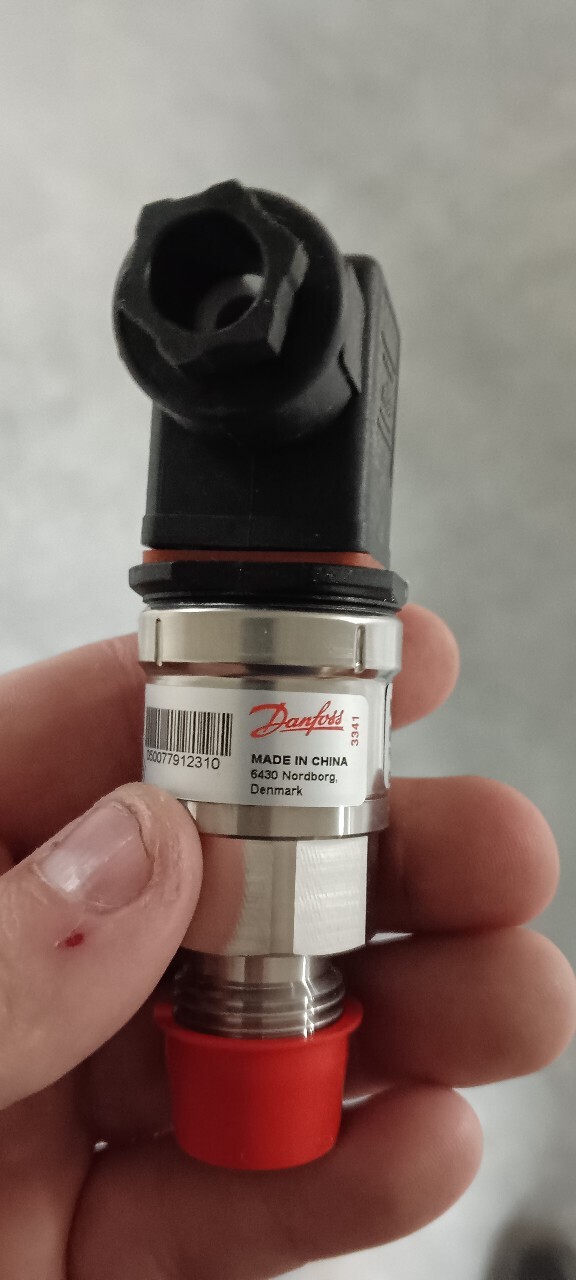 Danfoss
3341
050077912310
MADE IN CHINA
6430 Nordborg,
Denmark